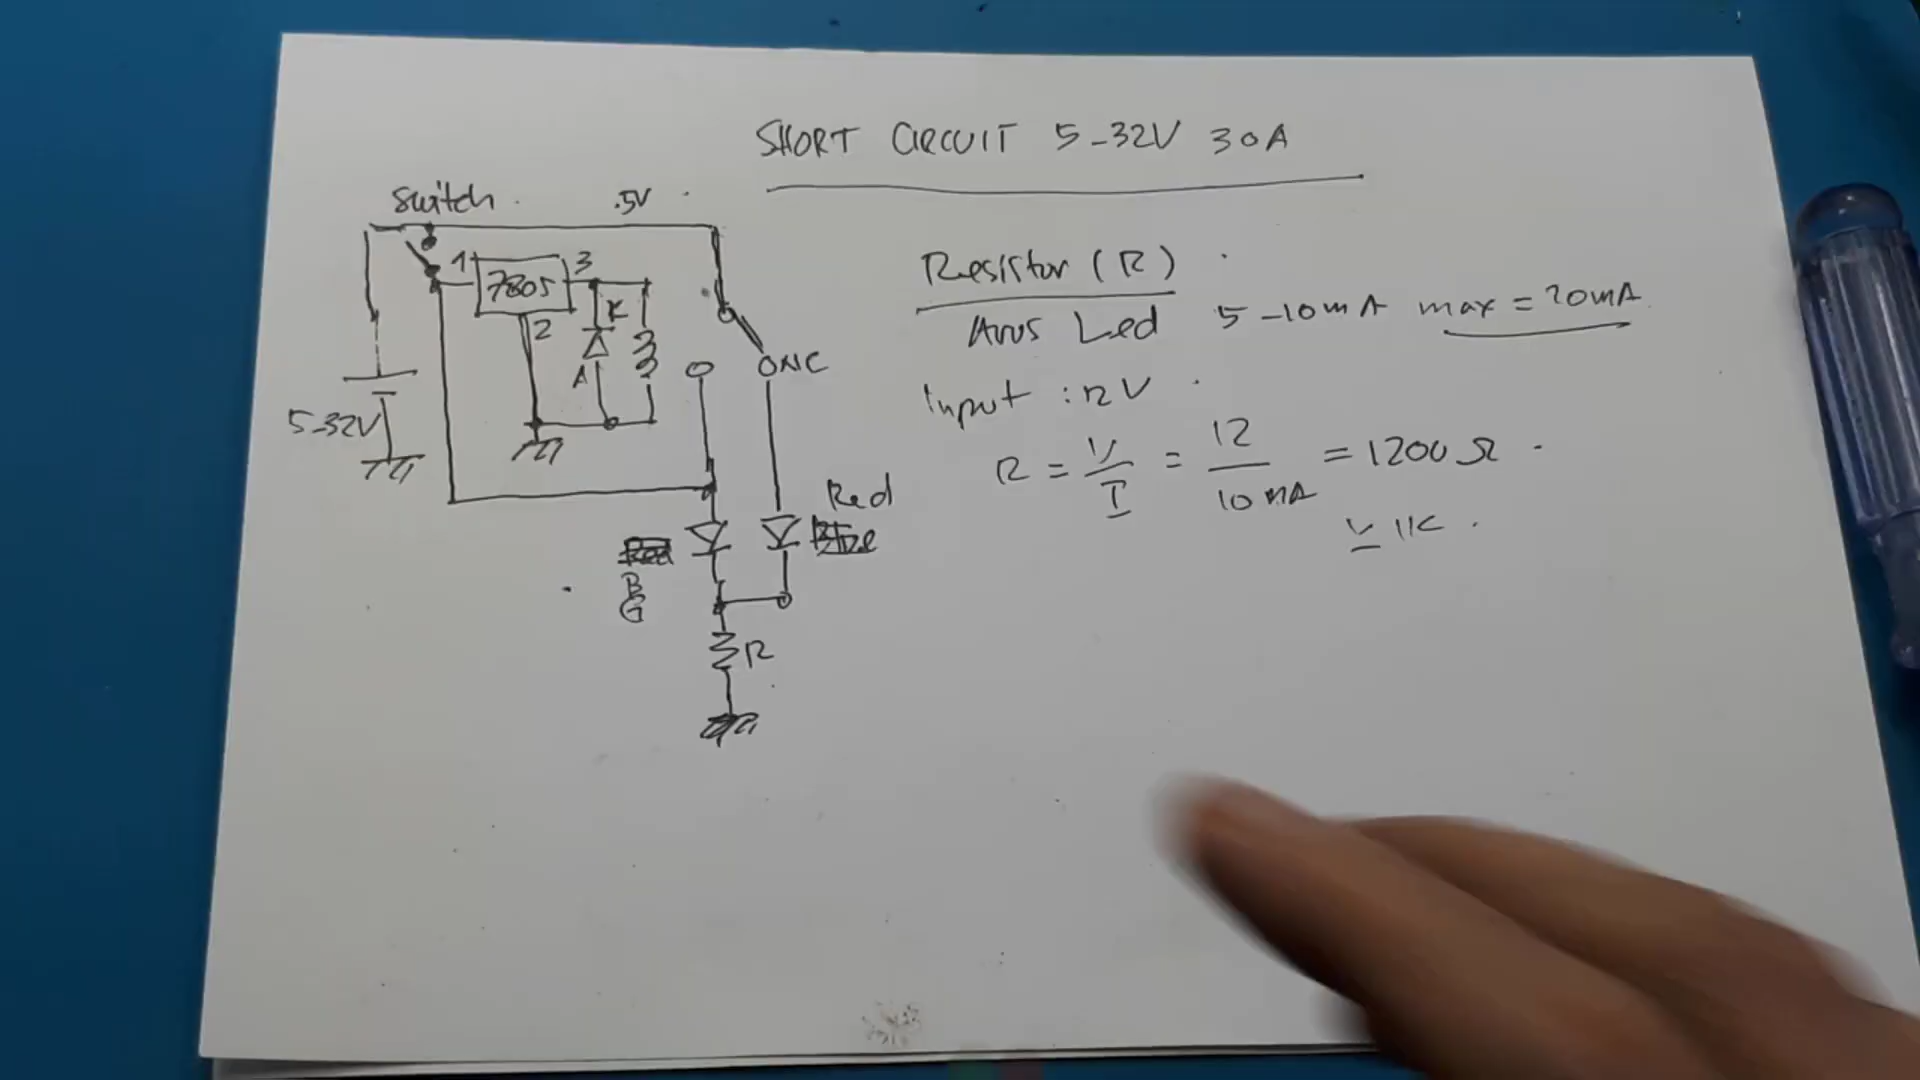 SHORT CIRCUIT 5-32V 30A
Switch
.5V
1
7805
3
2
K
A
5-32V
ONC
Red
B
G
R
Resistor (R)
Arus Led 5-10mA max = 20mA
Input : 12V
R = V/I = 12/10mA = 1200 Ω
≃ 1K